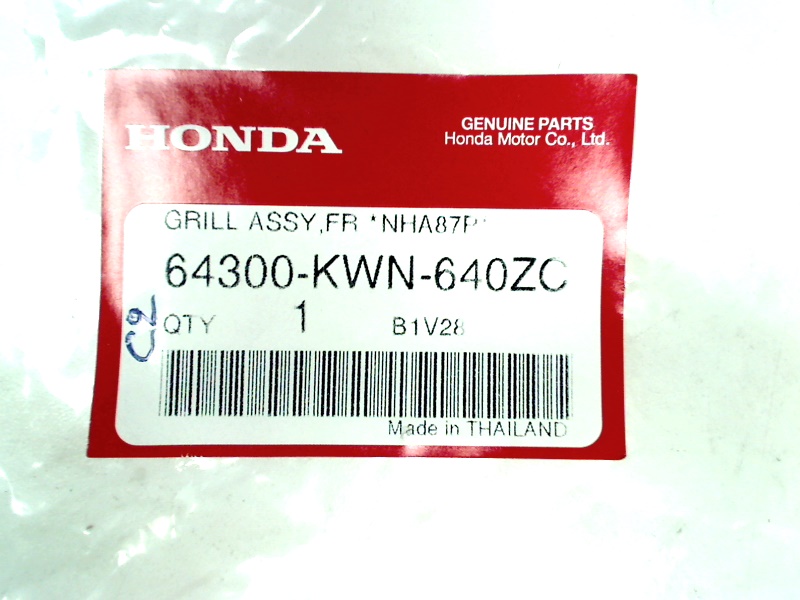 HONDA
GENUINE PARTS
Honda Motor Co., Ltd.
GRILL ASSY,FR *NHA87P*
64300-KWN-640ZC
C2
QTY 1 B1V28
Made in THAILAND